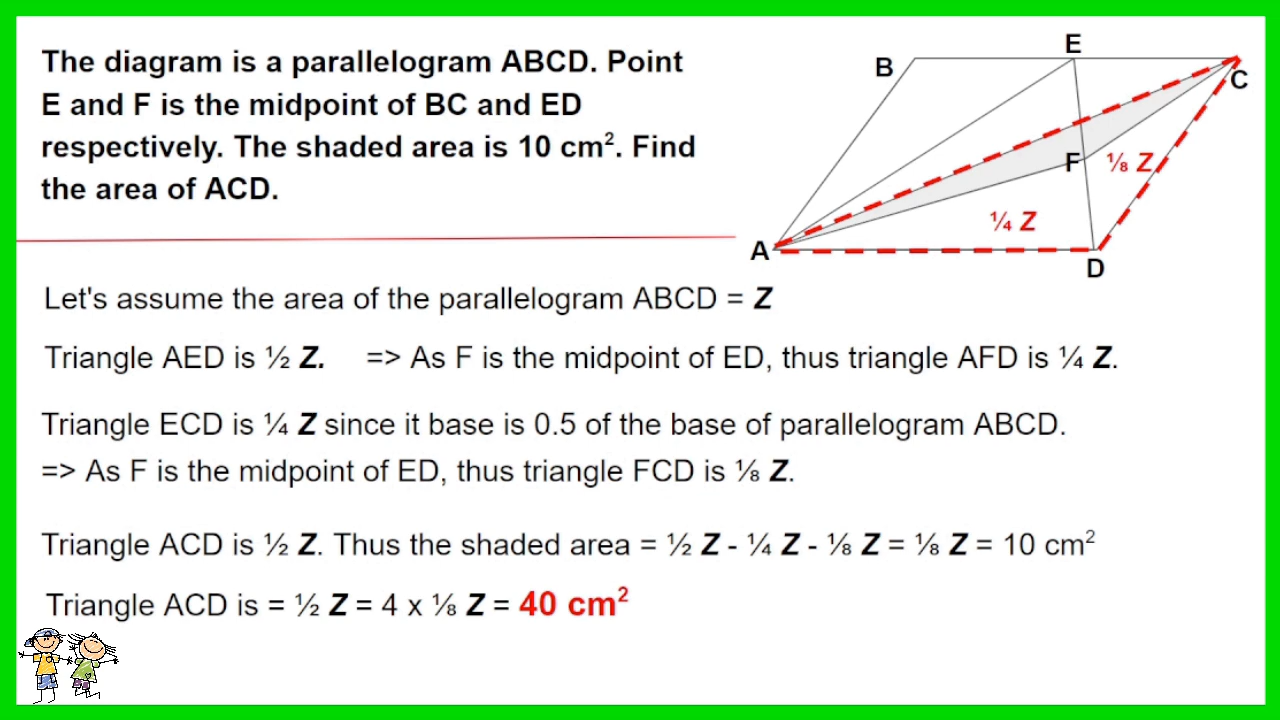 The diagram is a parallelogram ABCD. Point
E and F is the midpoint of BC and ED
respectively. The shaded area is 10 cm². Find
the area of ACD.
E
B
C
F
⅛ Z
¼ Z
A
D
Let's assume the area of the parallelogram ABCD = Z
Triangle AED is ½ Z. => As F is the midpoint of ED, thus triangle AFD is ¼ Z.
Triangle ECD is ¼ Z since it base is 0.5 of the base of parallelogram ABCD.
=> As F is the midpoint of ED, thus triangle FCD is ⅛ Z.
Triangle ACD is ½ Z. Thus the shaded area = ½ Z - ¼ Z - ⅛ Z = ⅛ Z = 10 cm²
Triangle ACD is = ½ Z = 4 x ⅛ Z = 40 cm²